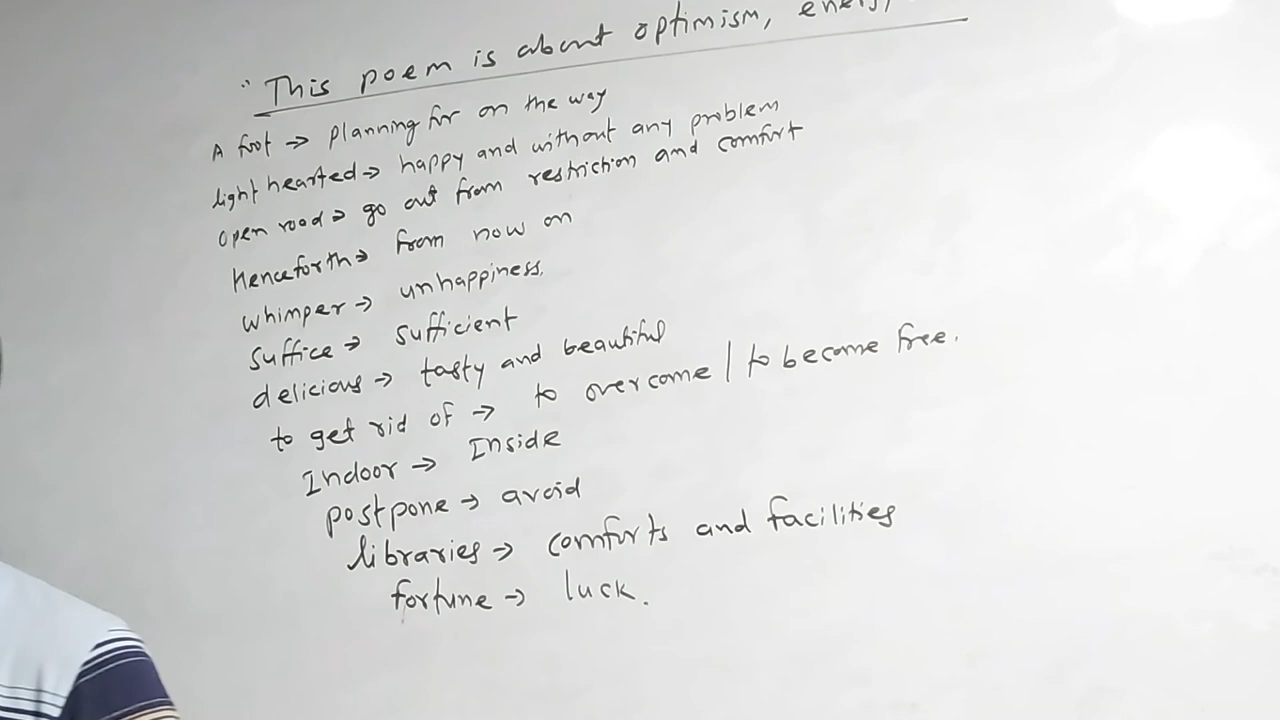 " This poem is about optimism,
A foot → planning for on the way
light hearted → happy and without any problem
open road → go out from restriction and comfort
Henceforth → from now on
whimper → unhappiness.
Suffice → sufficient
delicious → tasty and beautiful
to get rid of → to overcome | to become free.
Indoor → Inside
postpone → avoid
libraries → comforts and facilities
fortune → luck.